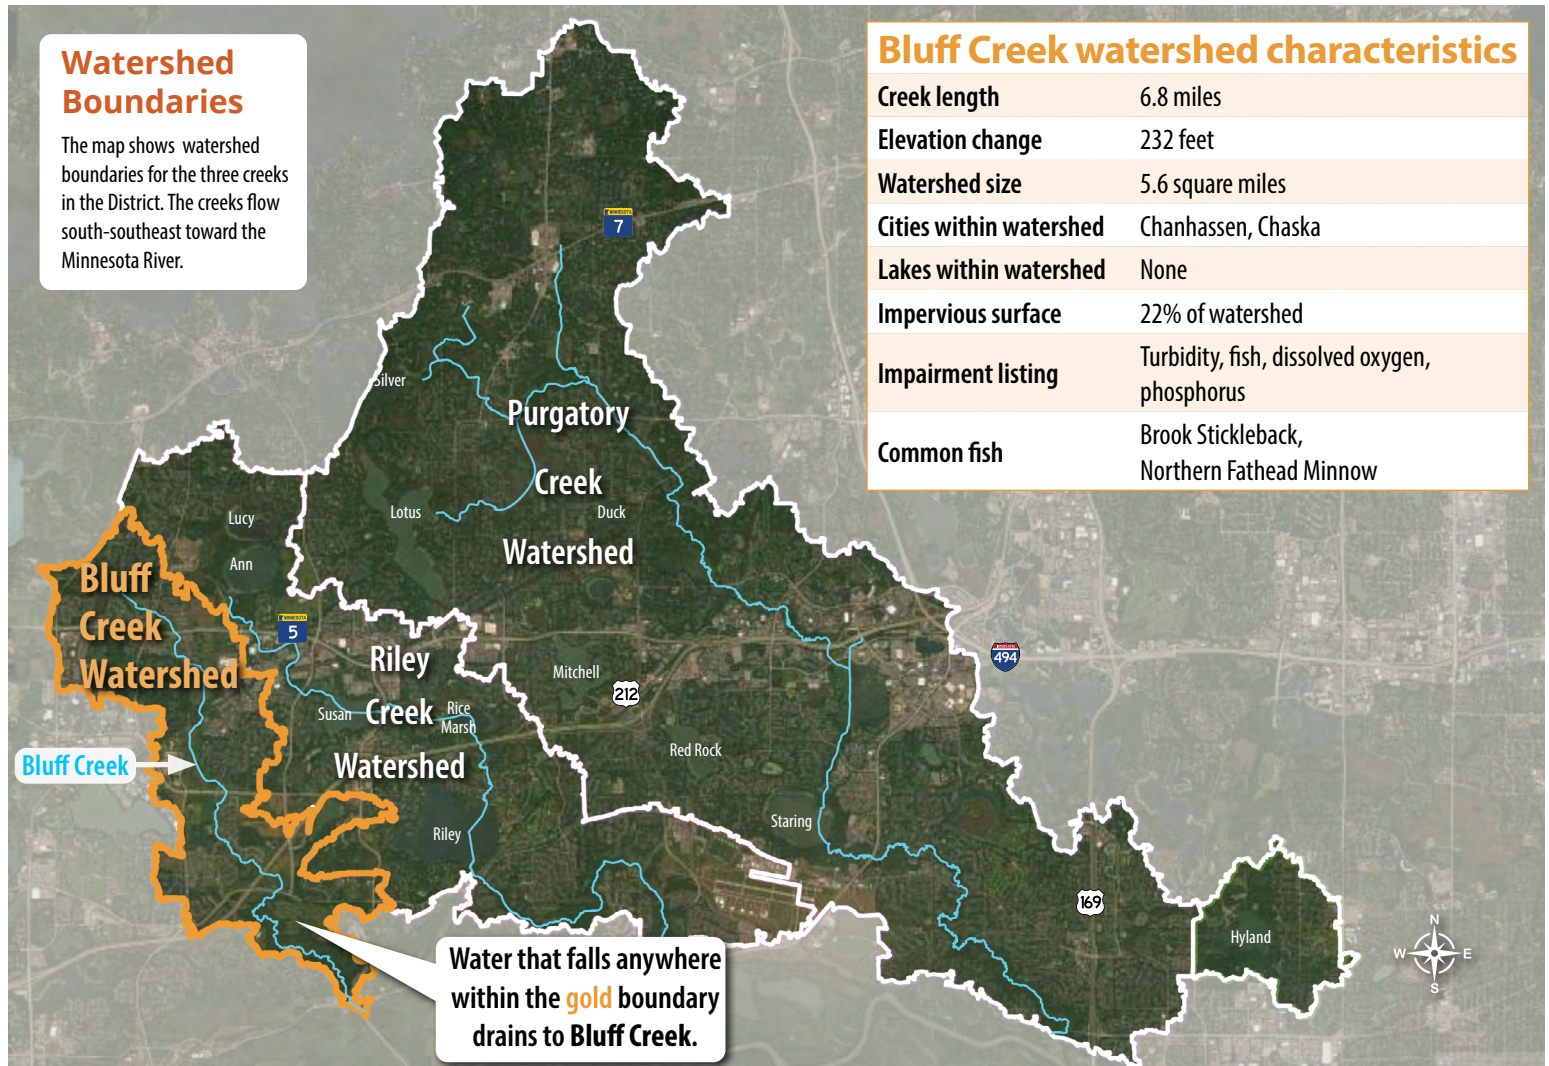 Watershed
Boundaries
The map shows watershed
boundaries for the three creeks
in the District. The creeks flow
south-southeast toward the
Minnesota River.
Bluff Creek watershed characteristics
Creek length 6.8 miles
Elevation change 232 feet
Watershed size 5.6 square miles
Cities within watershed Chanhassen, Chaska
Lakes within watershed None
Impervious surface 22% of watershed
Impairment listing Turbidity, fish, dissolved oxygen,
phosphorus
Common fish Brook Stickleback,
Northern Fathead Minnow
MINNESOTA
7
Silver
Purgatory
Creek
Watershed
Lotus
Duck
Lucy
Ann
Bluff
Creek
Watershed
MINNESOTA
5
Riley
Creek
Watershed
Susan
Rice
Marsh
Mitchell
212
494
Red Rock
Bluff Creek
Riley
Staring
169
Hyland
N
W E
S
Water that falls anywhere
within the gold boundary
drains to Bluff Creek.